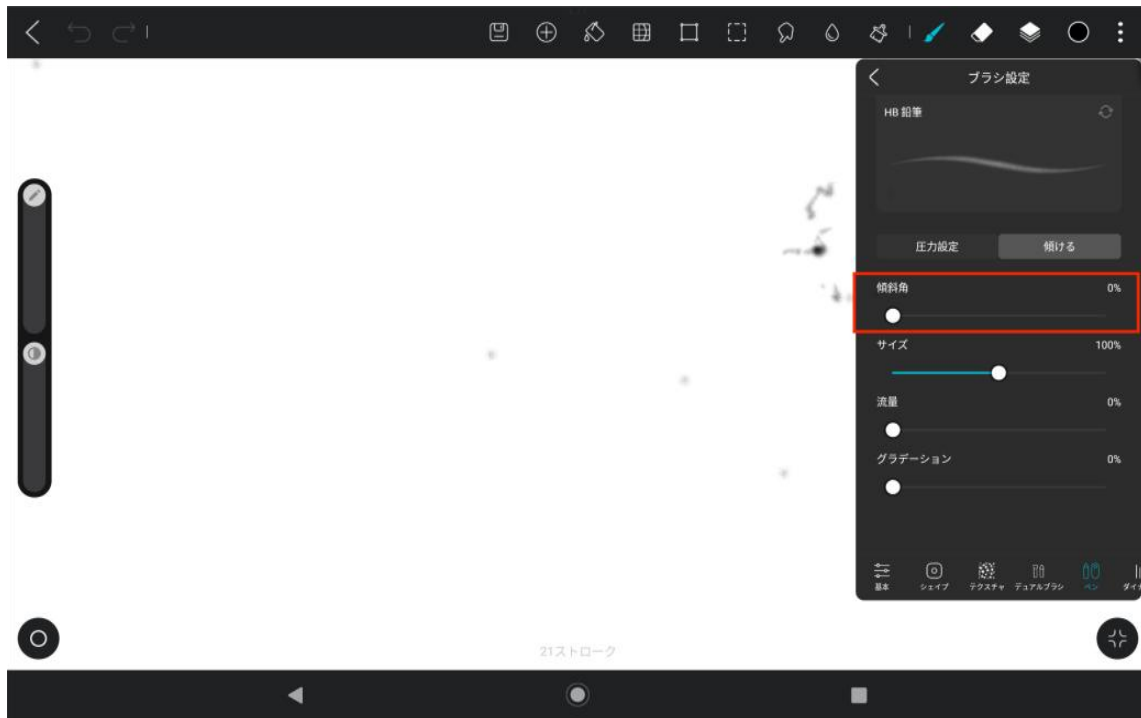 ブラシ設定
HB 鉛筆
圧力設定 傾ける
傾斜角 0%
サイズ 100%
流量 0%
グラデーション 0%
基本 シェイプ テクスチャ デュアルブラシ ペン
21ストローク